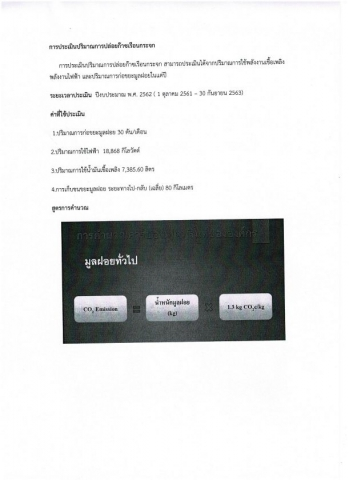 การประเมินปริมาณการปล่อยก๊าซเรือนกระจก
การประเมินปริมาณการปล่อยก๊าซเรือนกระจก สามารถประเมินได้จากปริมาณการใช้พลังงานเชื้อเพลิง
พลังงานไฟฟ้า และปริมาณการก่อขยะมูลฝอยในแต่ปี
ระยะเวลาประเมิน ปีงบประมาณ พ.ศ. 2562 ( 1 ตุลาคม 2561 – 30 กันยายน 2563)
ค่าที่ใช้ประเมิน
1.ปริมาณการก่อขยะมูลฝอย 30 ตัน/เดือน
2.ปริมาณการใช้ไฟฟ้า 18,868 กิโลวัตต์
3.ปริมาณการใช้น้ำมันเชื้อเพลิง 7,385.60 ลิตร
4.การเก็บขนขยะมูลฝอย ระยะทางไป-กลับ (เฉลี่ย) 80 กิโลเมตร
สูตรการคำนวณ
มูลฝอยทั่วไป
CO2 Emission = น้ำหนักมูลฝอย (kg) 1.3 kg CO2e/kg